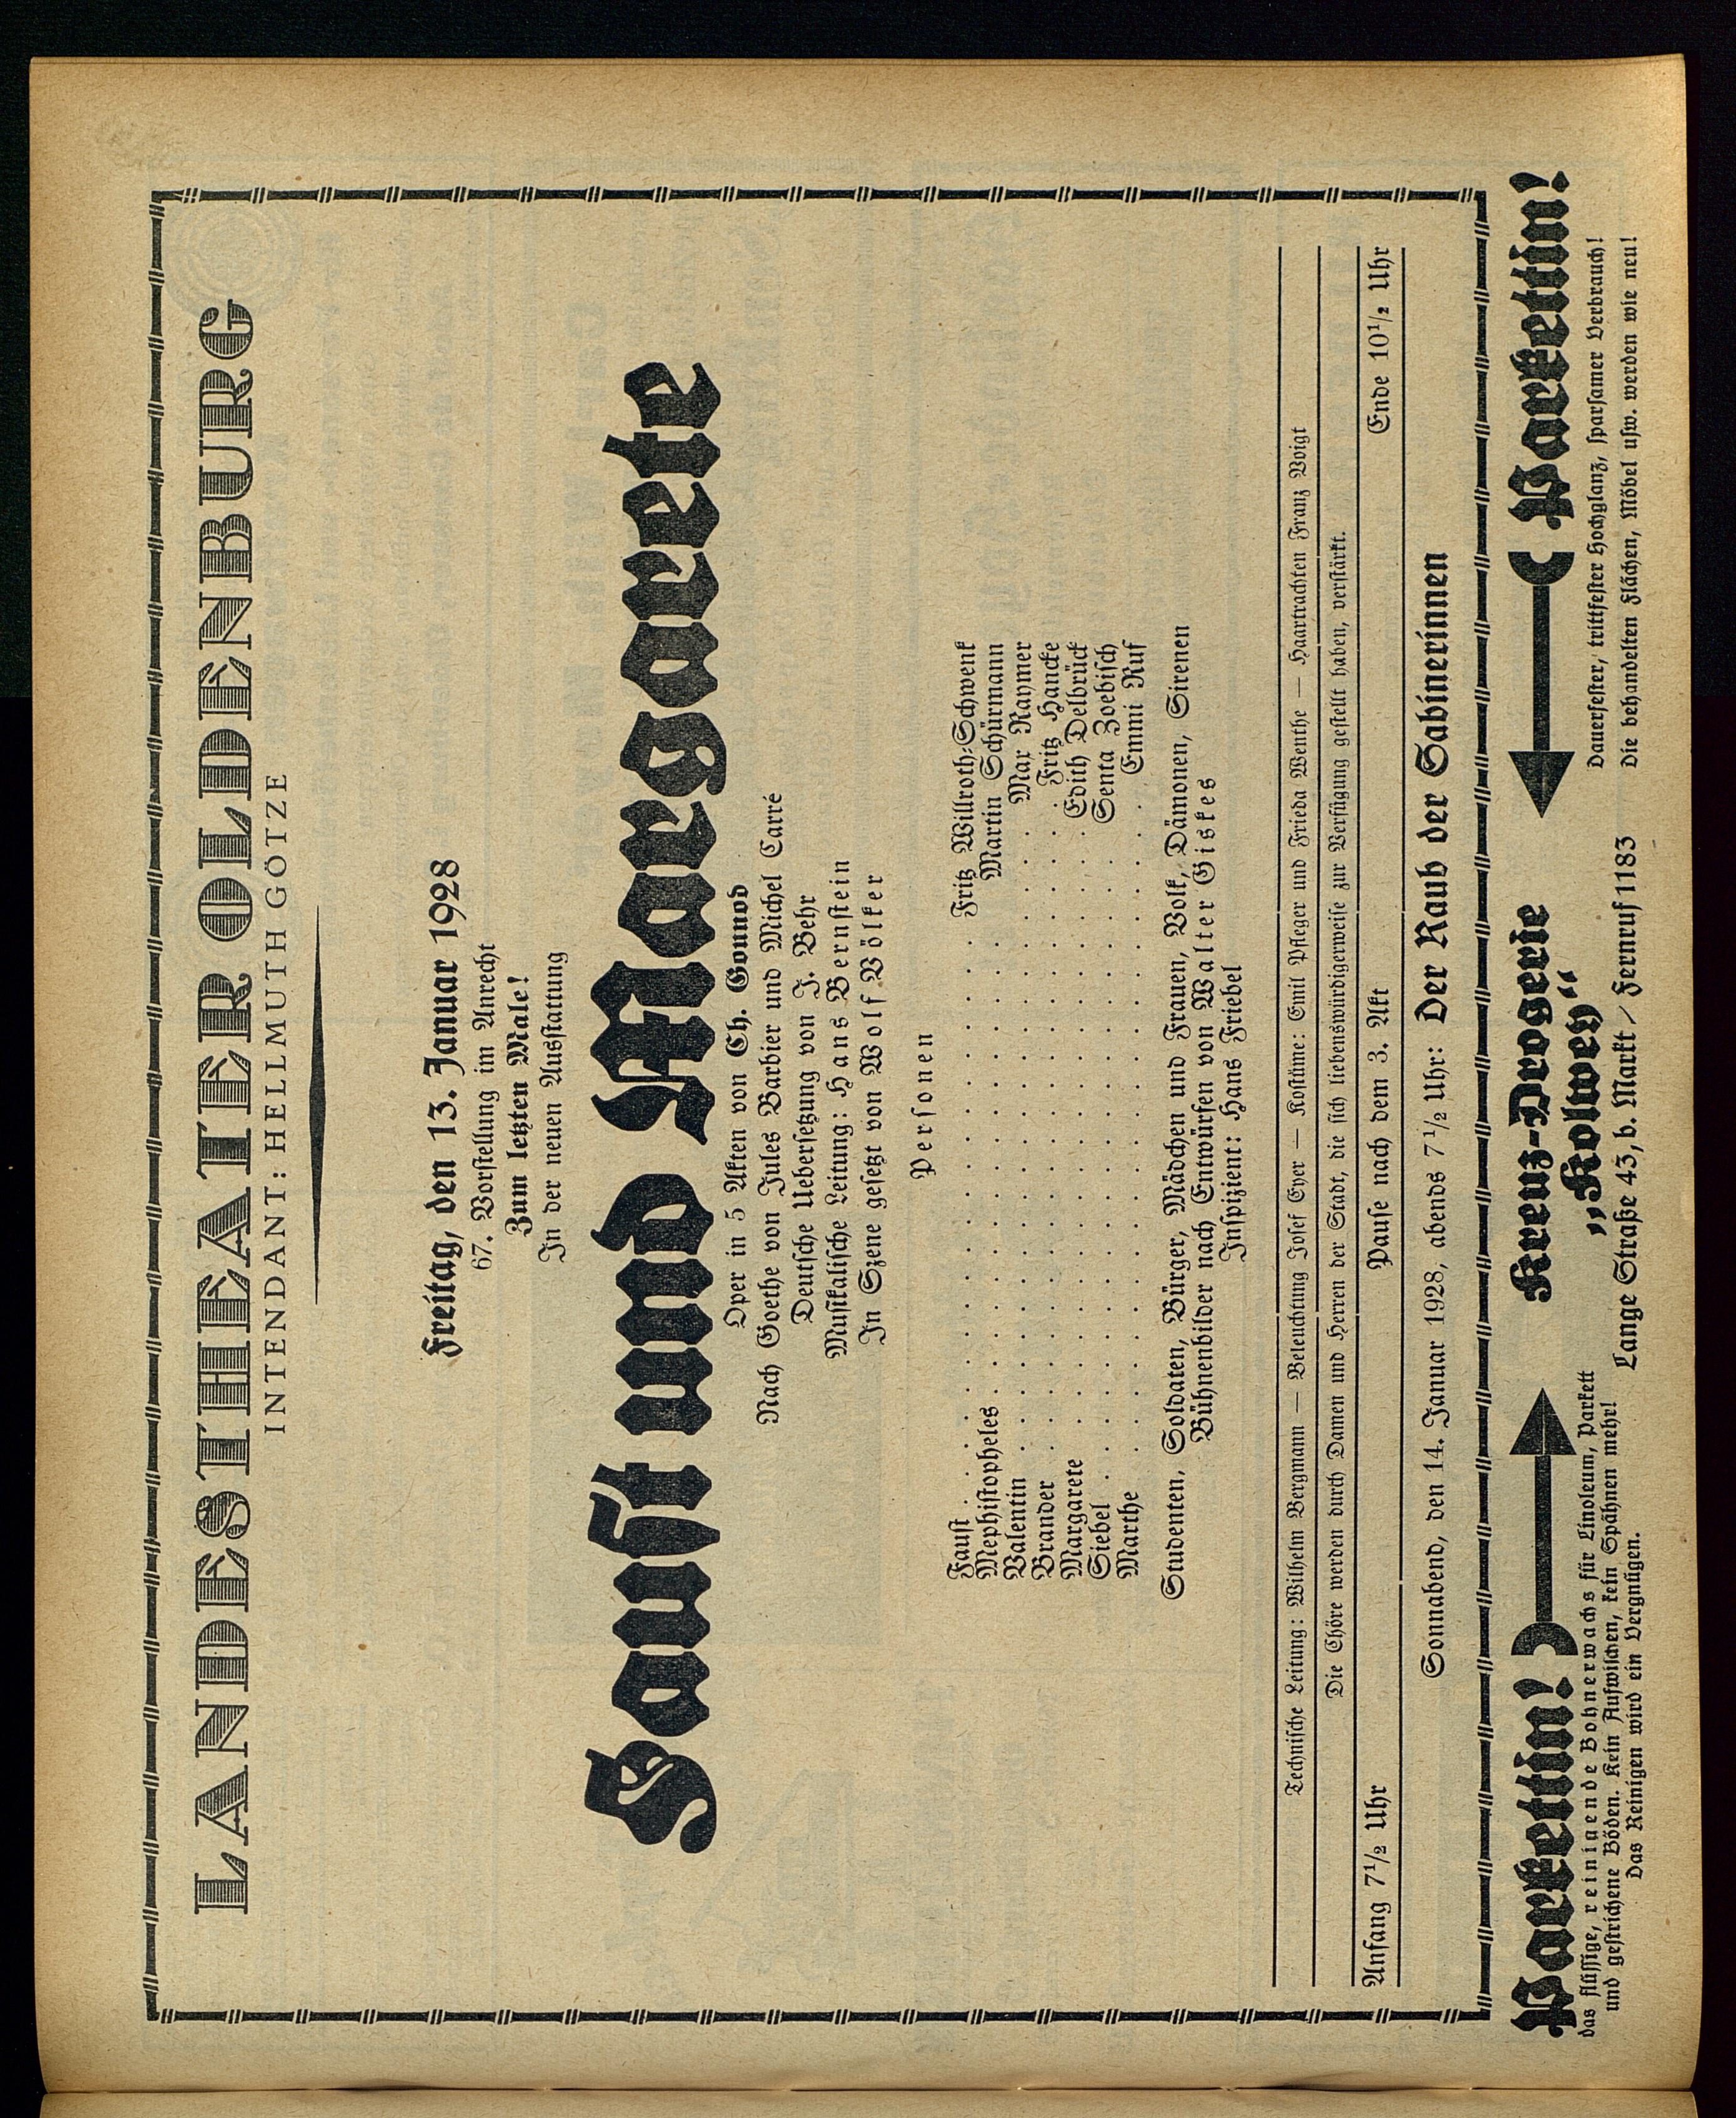 LANDESTHEATER OLDENBURG
INTENDANT: HELLMUTH GÖTZE
Freitag, den 13. Januar 1928
67. Vorstellung im Anrecht
Zum letzten Male!
In der neuen Ausstattung
Faust und Margarete
Oper in 5 Akten von Ch. Gounod
Nach Goethe von Jules Barbier und Michel Carré
Deutsche Uebersetzung von J. Behr
Musikalische Leitung: Hans Bernstein
In Szene gesetzt von Wolf Völker
Personen
Faust . . . . . . . . . . Fritz Willroth-Schwenk
Mephistopheles . . . . . . . . . . Martin Schürmann
Valentin . . . . . . . . . . Max Raymer
Brander . . . . . . . . . . Fritz Hancke
Margarete . . . . . . . . . . Edith Delbrück
Siebel . . . . . . . . . . Senta Zoebisch
Marthe . . . . . . . . . . Emmi Ruf
Studenten, Soldaten, Bürger, Mädchen und Frauen, Volk, Dämonen, Sirenen
Bühnenbilder nach Entwürfen von Walter Giskes
Inspizient: Hans Friebel
Technische Leitung: Wilhelm Bergmann — Beleuchtung Josef Eyer — Kostüme: Emil Pfleger und Frieda Wenthe — Haartrachten Franz Voigt
Die Chöre werden durch Damen und Herren der Stadt, die sich liebenswürdigerweise zur Verfügung gestellt haben, verstärkt.
Anfang 7½ Uhr Pause nach dem 3. Akt Ende 10½ Uhr
Sonnabend, den 14. Januar 1928, abends 7½ Uhr: Der Raub der Sabinerinnen
Parkettin!
das flüssige, reinigende Bohnerwachs für Linoleum, Parkett
und gestrichene Böden. Kein Aufwischen, kein Spähnen mehr!
Das Reinigen wird ein Vergnügen.
Kreuz-Drogerie
„Kolwey“
Lange Straße 43, b. Markt / Fernruf 1183
Parkettin!
Dauerfester, trittfester Hochglanz, sparsamer Verbrauch!
Die behandelten Flächen, Möbel usw. werden wie neu!